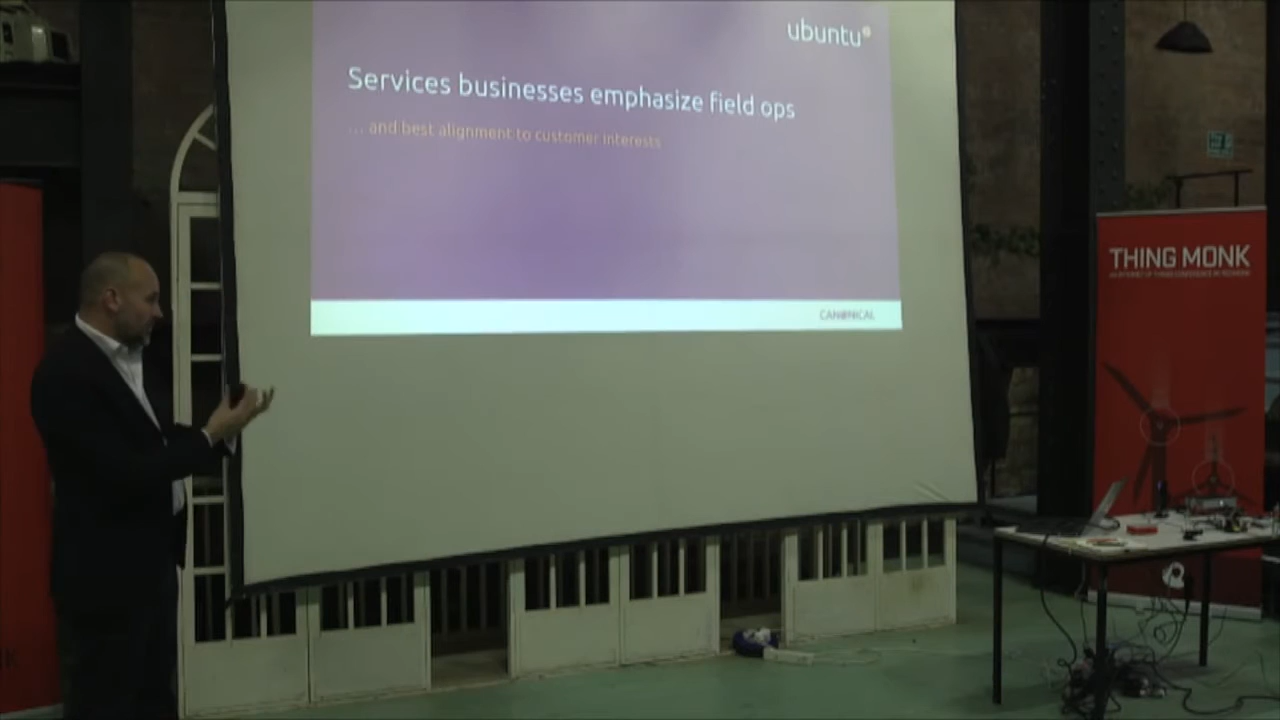 ubuntu
Services businesses emphasize field ops
... and best alignment to customer interests
CANONICAL
THING MONK